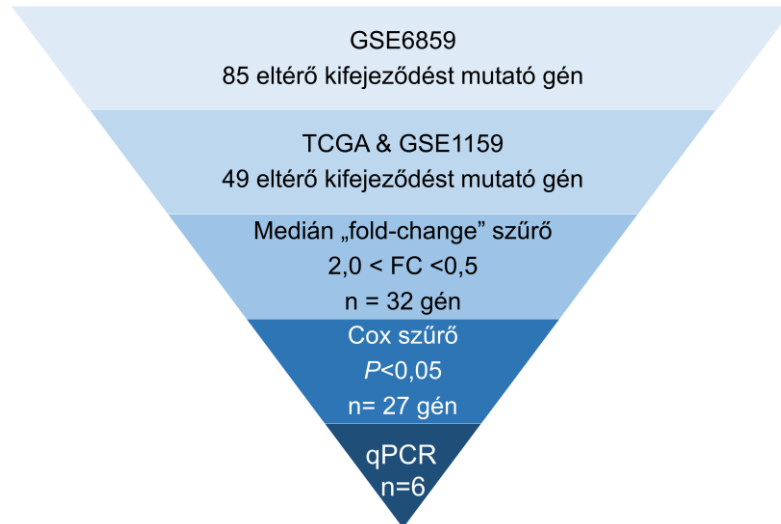 GSE6859
85 eltérő kifejeződést mutató gén
TCGA & GSE1159
49 eltérő kifejeződést mutató gén
Medián „fold-change” szűrő
2,0 < FC <0,5
n = 32 gén
Cox szűrő
P<0,05
n= 27 gén
qPCR
n=6